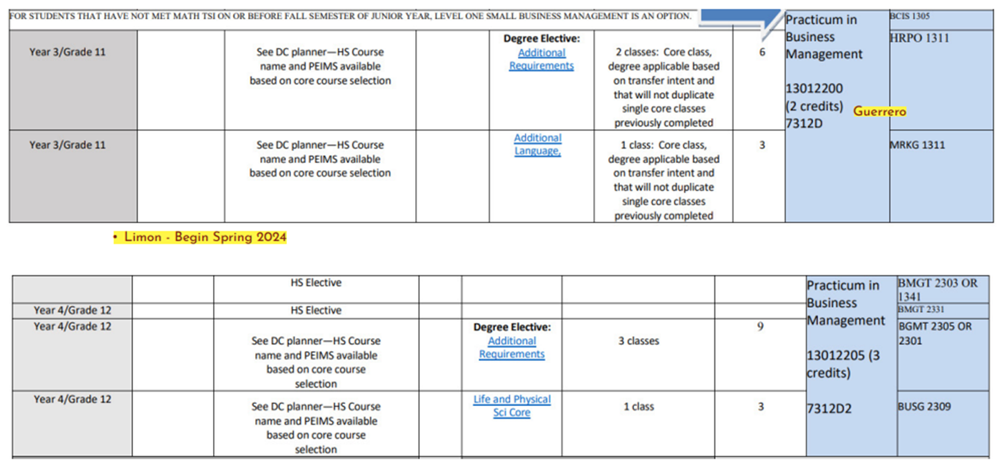 FOR STUDENTS THAT HAVE NOT MET MATH TSI ON OR BEFORE FALL SEMESTER OF JUNIOR YEAR, LEVEL ONE SMALL BUSINESS MANAGEMENT IS AN OPTION.
Practicum in
Business
Management
13012200
(2 credits)
7312D
Guerrero
BCIS 1305
Year 3/Grade 11
See DC planner—HS Course
name and PEIMS available
based on core course selection
Degree Elective:
Additional
Requirements
2 classes: Core class,
degree applicable based
on transfer intent and
that will not duplicate
single core classes
previously completed
6
HRPO 1311
Year 3/Grade 11
See DC planner—HS Course
name and PEIMS available
based on core course selection
Additional
Language,
1 class: Core class,
degree applicable based
on transfer intent and
that will not duplicate
single core classes
previously completed
3
MRKG 1311
• Limon - Begin Spring 2024
HS Elective
Practicum in
Business
Management
13012205 (3
credits)
7312D2
BMGT 2303 OR
1341
Year 4/Grade 12
HS Elective
BMGT 2331
Year 4/Grade 12
See DC planner—HS Course
name and PEIMS available
based on core course
selection
Degree Elective:
Additional
Requirements
3 classes
9
BGMT 2305 OR
2301
Year 4/Grade 12
See DC planner—HS Course
name and PEIMS available
based on core course
selection
Life and Physical
Sci Core
1 class
3
BUSG 2309